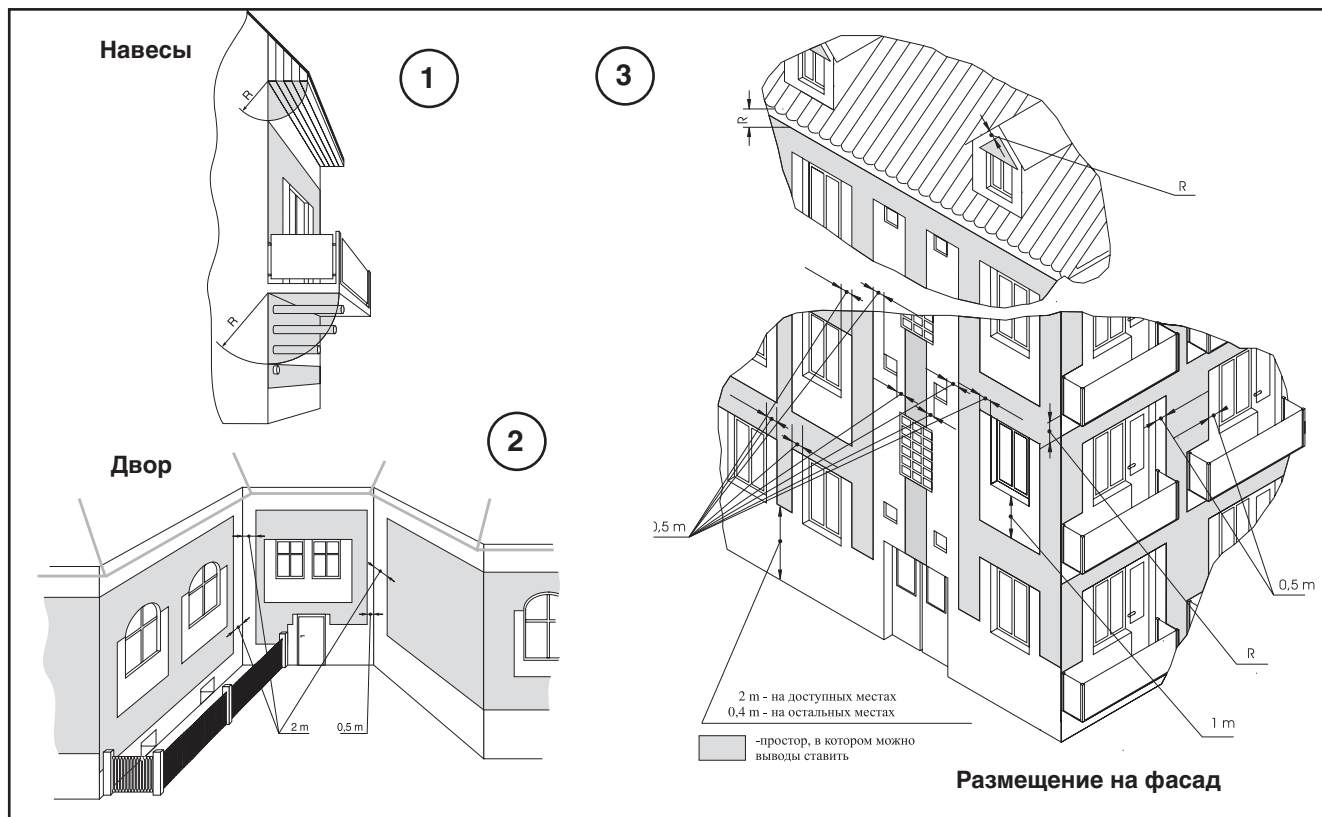 Навесы
1
R
R
2
Двор
2 m
0,5 m
3
R
R
0,5 m
0,5 m
R
1 m
2 m - на доступных местах
0,4 m - на остальных местах
-простор, в котором можно
выводы ставить
Размещение на фасад